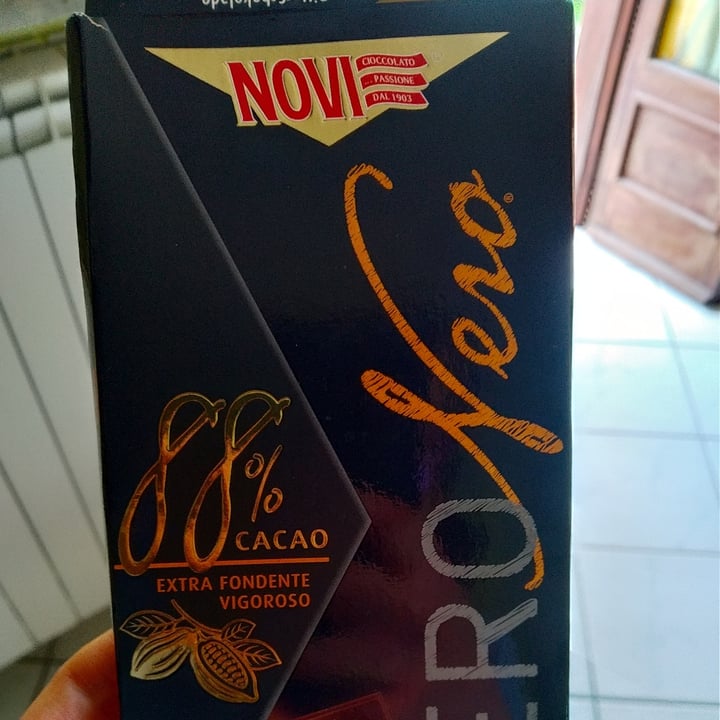 NOVI
CIOCCOLATO
...PASSIONE
DAL 1903
Nero®
ERO
88%
CACAO
EXTRA FONDENTE
VIGOROSO